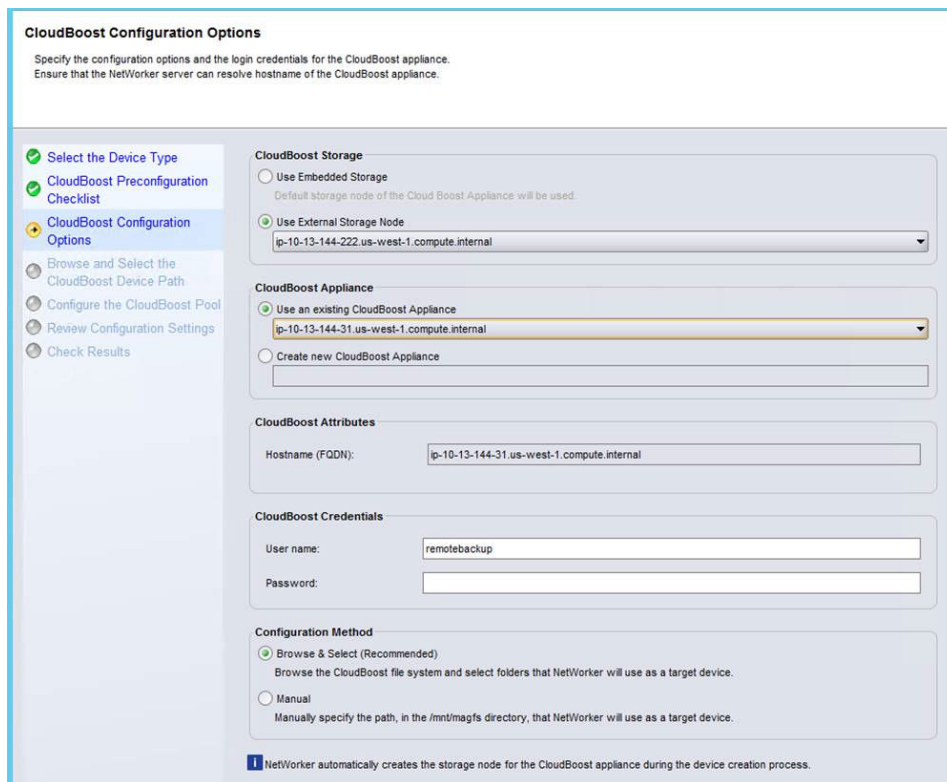 CloudBoost Configuration Options
Specify the configuration options and the login credentials for the CloudBoost appliance.
Ensure that the NetWorker server can resolve hostname of the CloudBoost appliance.
Select the Device Type
CloudBoost Preconfiguration
Checklist
CloudBoost Configuration
Options
Browse and Select the
CloudBoost Device Path
Configure the CloudBoost Pool
Review Configuration Settings
Check Results
CloudBoost Storage
Use Embedded Storage
Default storage node of the Cloud Boost Appliance will be used.
Use External Storage Node
ip-10-13-144-222.us-west-1.compute.internal
CloudBoost Appliance
Use an existing CloudBoost Appliance
ip-10-13-144-31.us-west-1.compute.internal
Create new CloudBoost Appliance
CloudBoost Attributes
Hostname (FQDN):
ip-10-13-144-31.us-west-1.compute.internal
CloudBoost Credentials
User name:
remotebackup
Password:
Configuration Method
Browse & Select (Recommended)
Browse the CloudBoost file system and select folders that NetWorker will use as a target device.
Manual
Manually specify the path, in the /mnt/magfs directory, that NetWorker will use as a target device.
NetWorker automatically creates the storage node for the CloudBoost appliance during the device creation process.